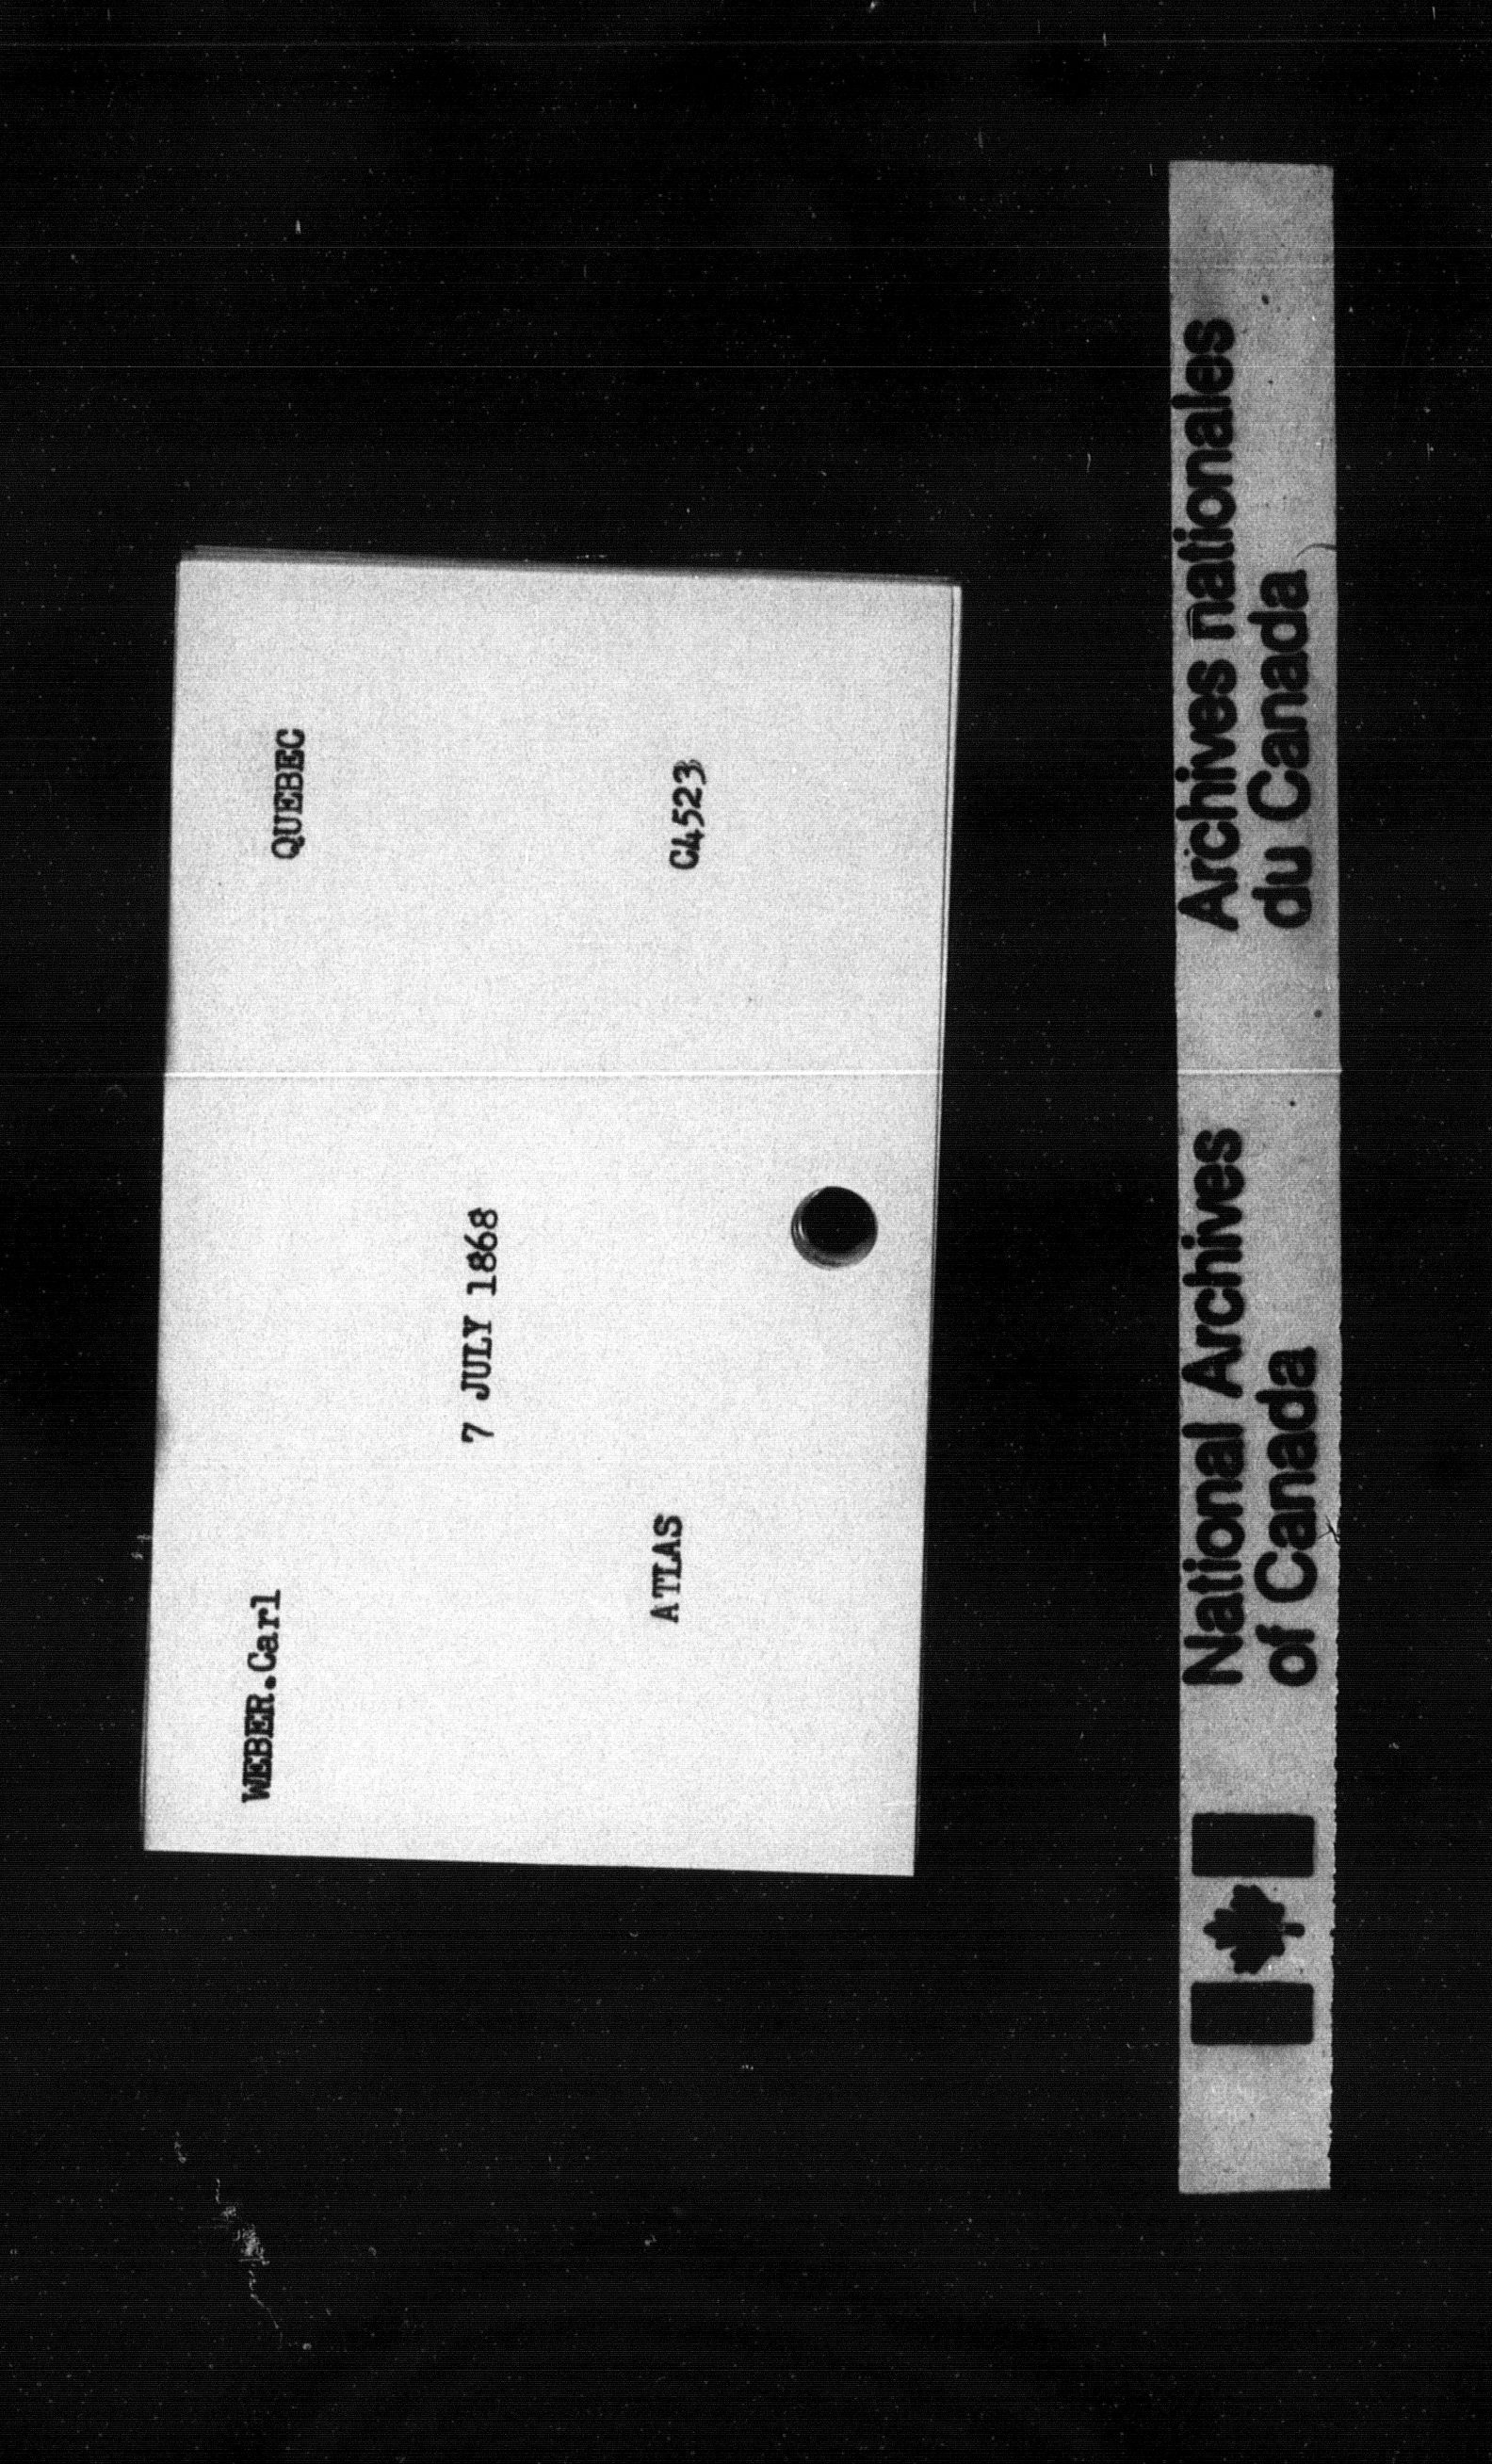 WEBER.Carl QUEBEC
7 JULY 1868
ATLAS C4523
National Archives of Canada
Archives nationales du Canada